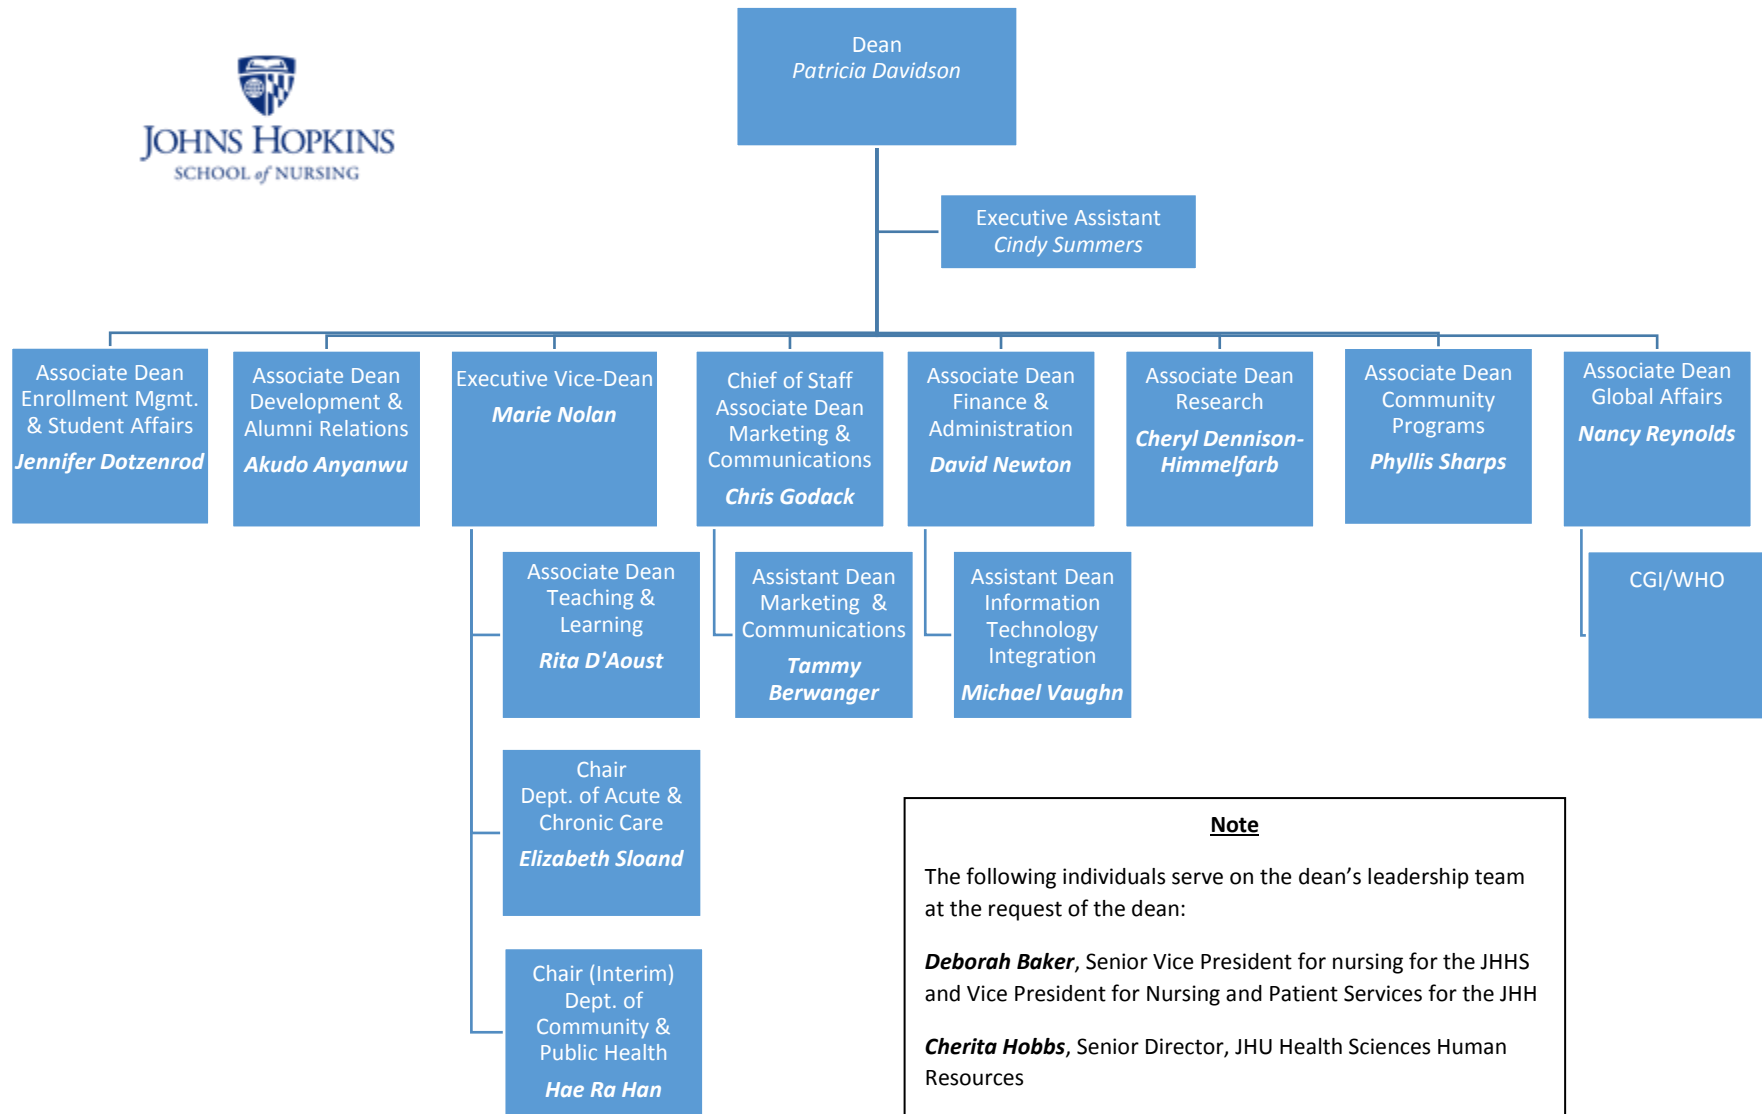 JOHNS HOPKINS
SCHOOL of NURSING
Dean
Patricia Davidson
Executive Assistant
Cindy Summers
Associate Dean
Enrollment Mgmt.
& Student Affairs
Jennifer Dotzenrod
Associate Dean
Development &
Alumni Relations
Akudo Anyanwu
Executive Vice-Dean
Marie Nolan
Chief of Staff
Associate Dean
Marketing &
Communications
Chris Godack
Associate Dean
Finance &
Administration
David Newton
Associate Dean
Research
Cheryl Dennison-
Himmelfarb
Associate Dean
Community
Programs
Phyllis Sharps
Associate Dean
Global Affairs
Nancy Reynolds
Associate Dean
Teaching &
Learning
Rita D'Aoust
Assistant Dean
Marketing &
Communications
Tammy
Berwanger
Assistant Dean
Information
Technology
Integration
Michael Vaughn
CGI/WHO
Chair
Dept. of Acute &
Chronic Care
Elizabeth Sloand
Chair (Interim)
Dept. of
Community &
Public Health
Hae Ra Han
Note
The following individuals serve on the dean’s leadership team
at the request of the dean:
Deborah Baker, Senior Vice President for nursing for the JHHS
and Vice President for Nursing and Patient Services for the JHH
Cherita Hobbs, Senior Director, JHU Health Sciences Human
Resources